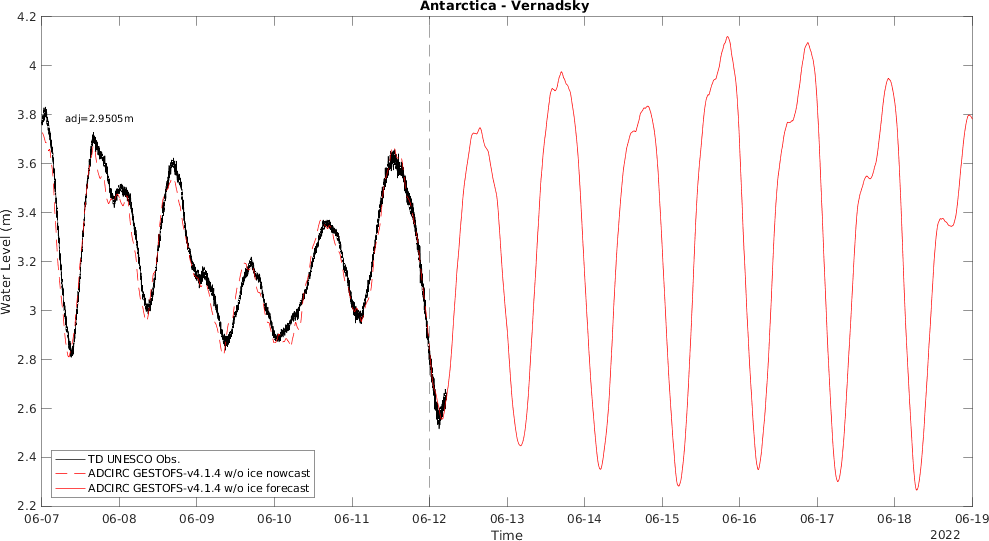 Antarctica - Vernadsky
4.2
4
3.8
3.6
3.4
3.2
3
2.8
2.6
2.4
2.2
Water Level (m)
adj=2.9505m
TD UNESCO Obs.
ADCIRC GESTOFS-v4.1.4 w/o ice nowcast
ADCIRC GESTOFS-v4.1.4 w/o ice forecast
06-07 06-08 06-09 06-10 06-11 06-12 06-13 06-14 06-15 06-16 06-17 06-18 06-19
Time
2022